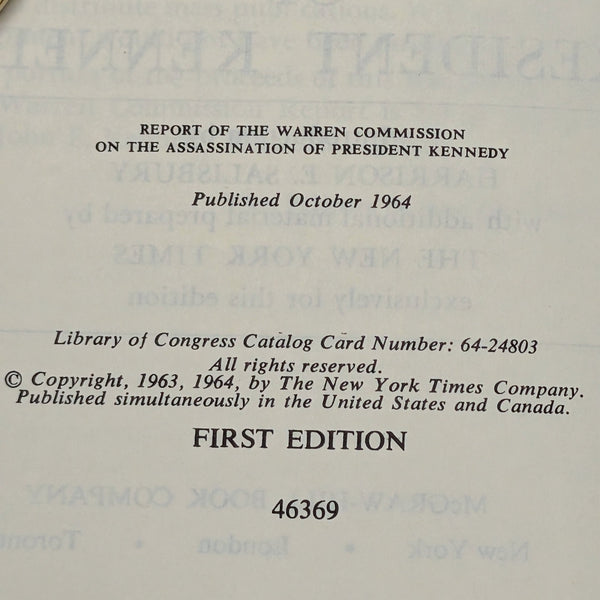 REPORT OF THE WARREN COMMISSION
ON THE ASSASSINATION OF PRESIDENT KENNEDY
Published October 1964
Library of Congress Catalog Card Number: 64-24803
All rights reserved.
© Copyright, 1963, 1964, by The New York Times Company.
Published simultaneously in the United States and Canada.
FIRST EDITION
46369